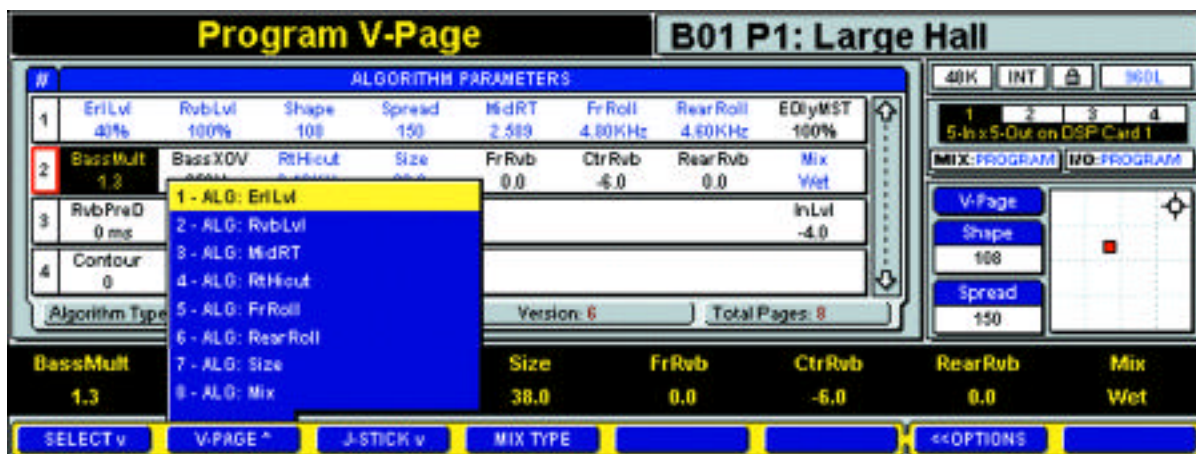 Program V-Page
B01 P1: Large Hall
# ALGORITHM PARAMETERS
48K INT 960L
1 ErlLvl RvbLvl Shape Spread MidRT FrRoll RearRoll EDlyMST
40% 100% 108 150 2.509 4.80KHz 4.60KHz 100%
1 2 3 4
5-In x 5-Out on DSP Card 1
MIX:PROGRAM I/O:PROGRAM
2 BassMult BassXOV RtHicut Size FrRvb CtrRvb RearRvb Mix
1.3 0.0 -6.0 0.0 Wet
3 RvbPreD InLvl
0 ms -4.0
4 Contour
0
Algorithm Type Version: 6 Total Pages: 8
1 - ALG: ErlLvl
2 - ALG: RvbLvl
3 - ALG: MidRT
4 - ALG: RtHicut
5 - ALG: FrRoll
6 - ALG: RearRoll
7 - ALG: Size
8 - ALG: Mix
V-Page
Shape
108
Spread
150
BassMult Size FrRvb CtrRvb RearRvb Mix
1.3 38.0 0.0 -6.0 0.0 Wet
SELECT v V-PAGE ^ J-STICK v MIX TYPE <<OPTIONS